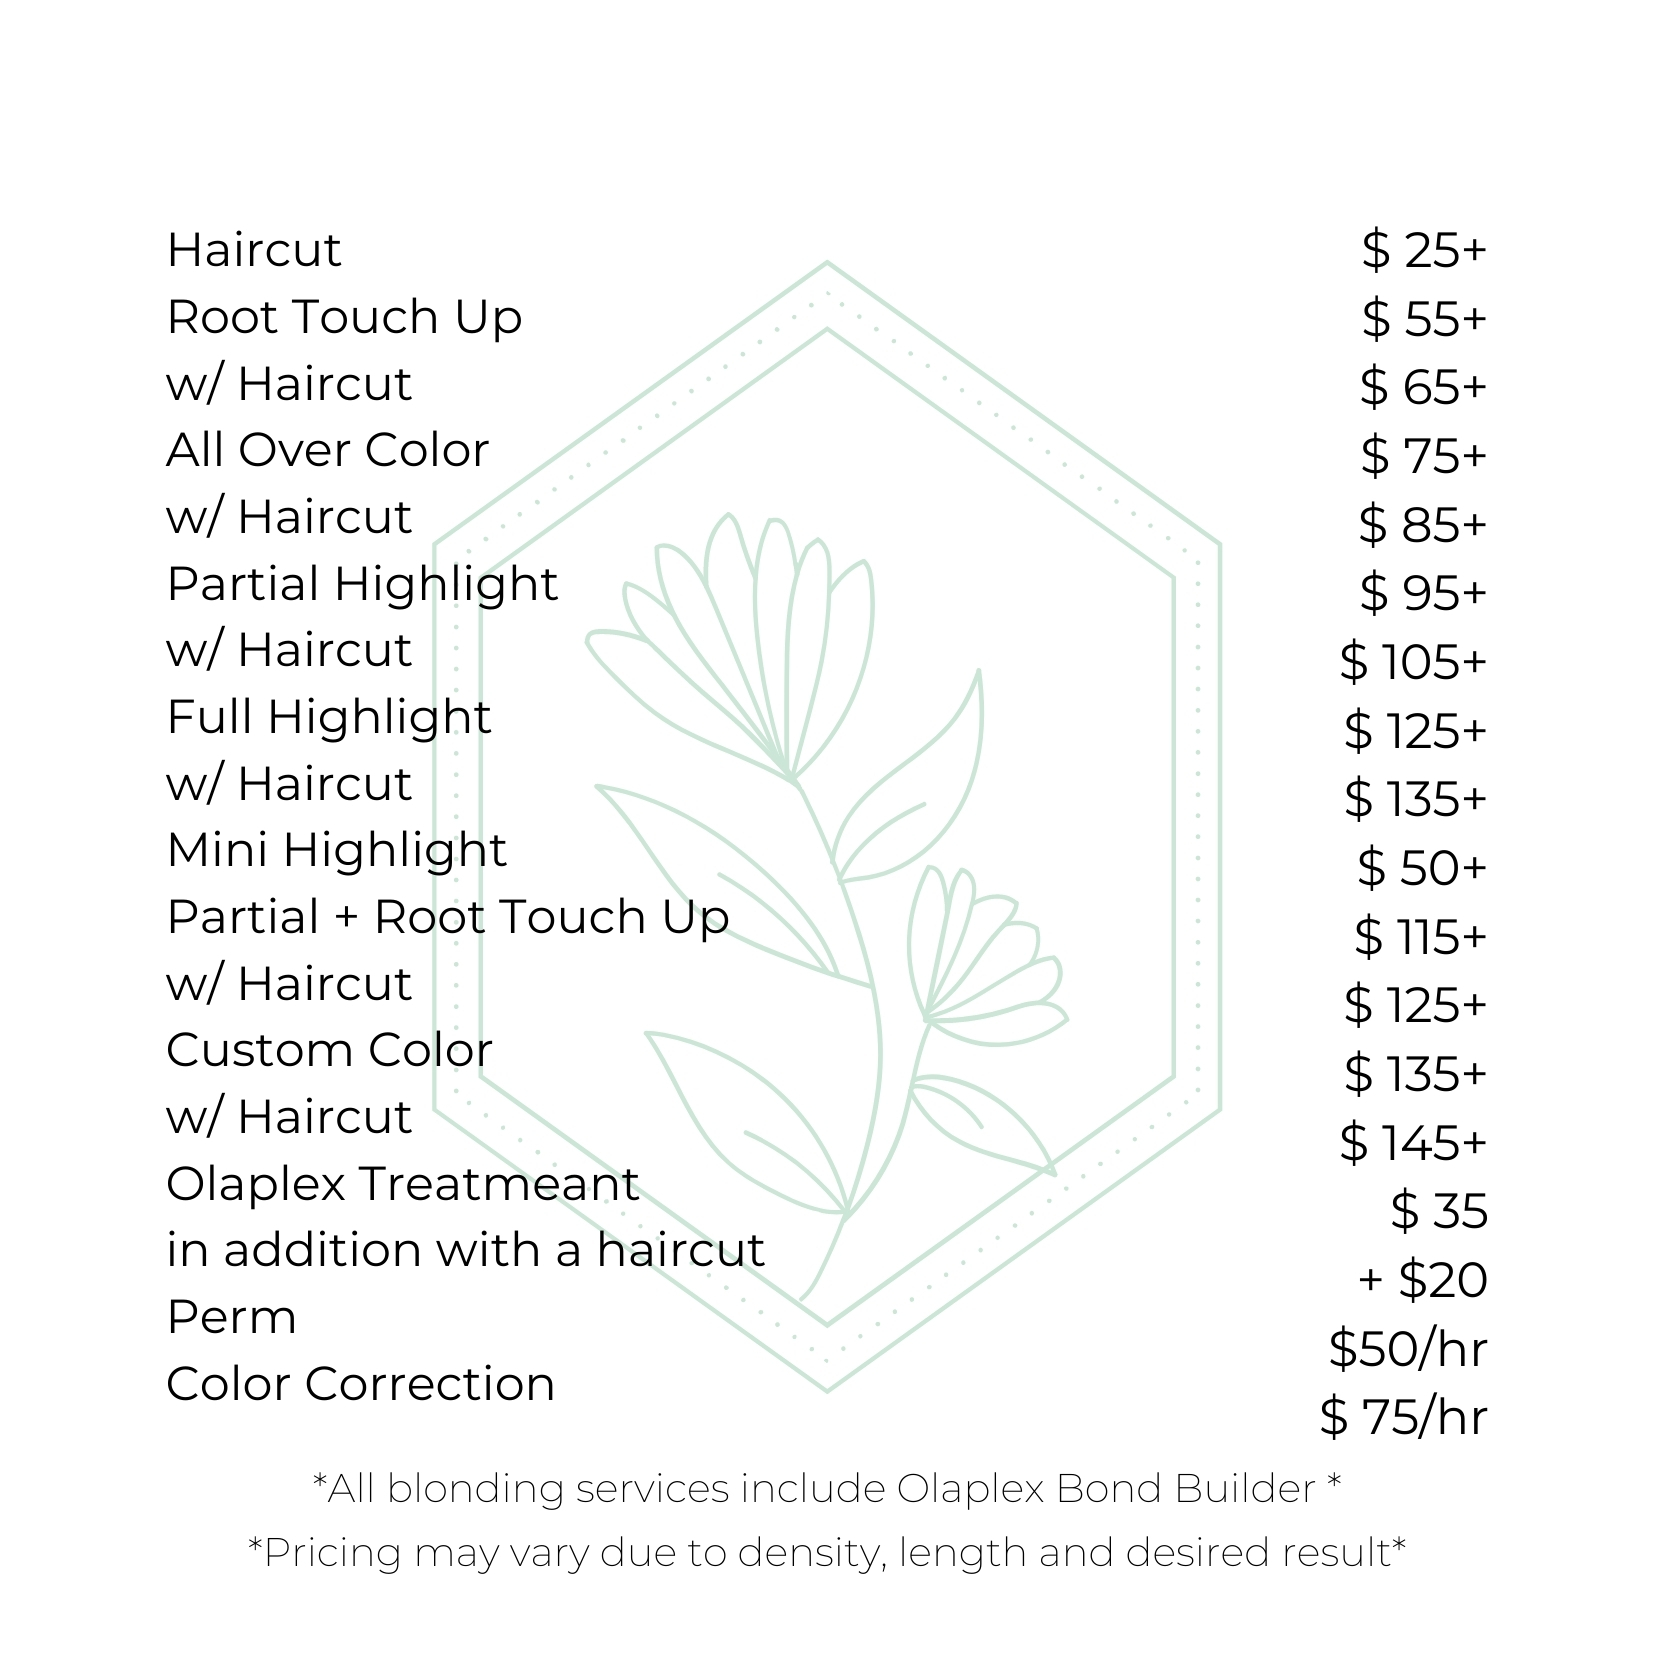 Haircut $ 25+
Root Touch Up $ 55+
w/ Haircut $ 65+
All Over Color $ 75+
w/ Haircut $ 85+
Partial Highlight $ 95+
w/ Haircut $ 105+
Full Highlight $ 125+
w/ Haircut $ 135+
Mini Highlight $ 50+
Partial + Root Touch Up $ 115+
w/ Haircut $ 125+
Custom Color $ 135+
w/ Haircut $ 145+
Olaplex Treatmeant $ 35
in addition with a haircut + $20
Perm $50/hr
Color Correction $ 75/hr
*All blonding services include Olaplex Bond Builder *
*Pricing may vary due to density, length and desired result*